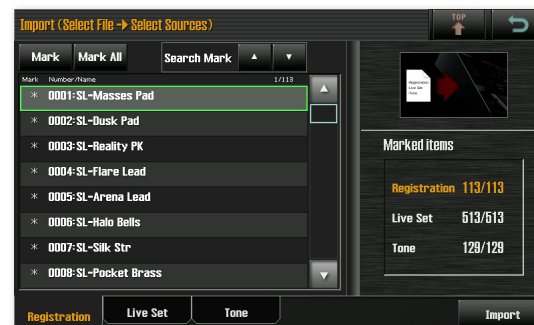 Import (Select File → Select Sources)
TOP
Mark Mark All Search Mark ▲ ▼
Mark Number/Name 1/113
* 0001:SL-Masses Pad
* 0002:SL-Dusk Pad
* 0003:SL-Reality PK
* 0004:SL-Flare Lead
* 0005:SL-Arena Lead
* 0006:SL-Halo Bells
* 0007:SL-Silk Str
* 0008:SL-Pocket Brass
Registration
Live Set
Tone
Marked items
Registration 113/113
Live Set 513/513
Tone 129/129
Registration Live Set Tone Import